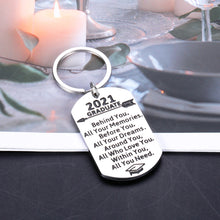 2021
GRADUATE
Behind You,
All Your Memories.
Before You,
All Your Dreams.
Around You,
All Who Love You.
Within You,
All You Need.